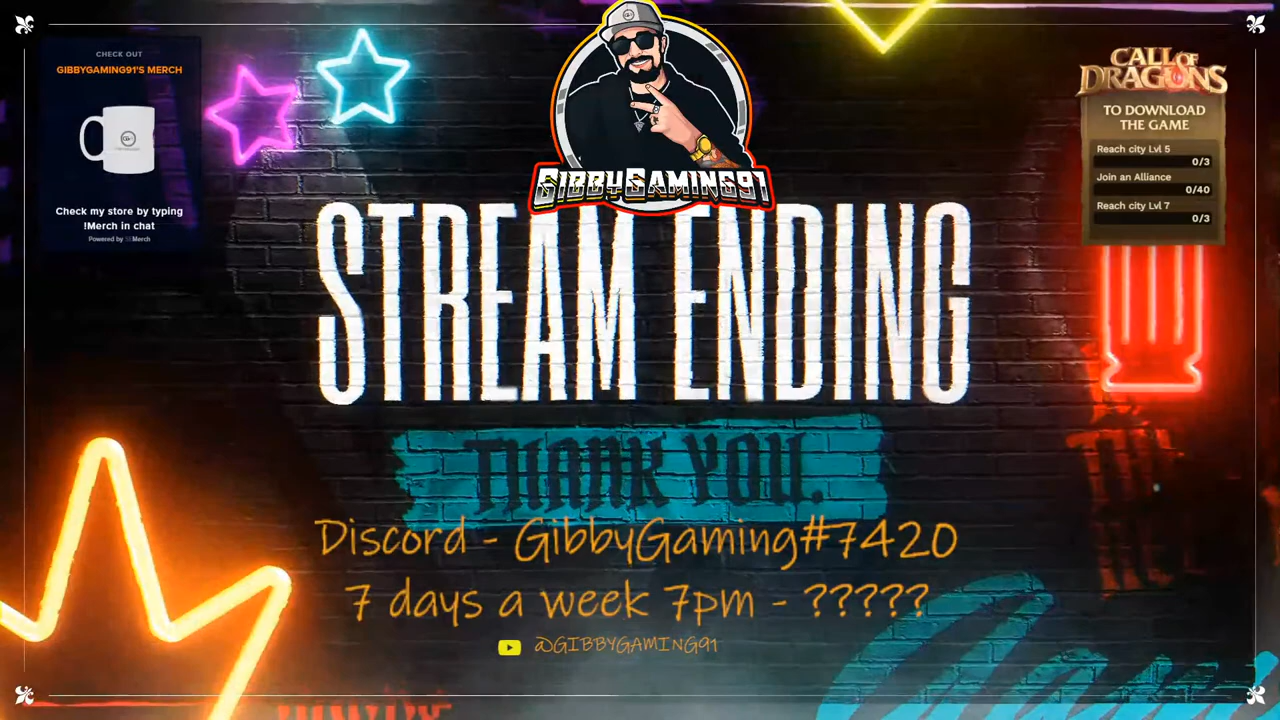 CHECK OUT
GIBBYGAMING91'S MERCH
Check my store by typing
!Merch in chat
Powered by SEMerch
GIBBYGAMING91
CALL OF
DRAGONS
TO DOWNLOAD
THE GAME
Reach city Lvl 5
0/3
Join an Alliance
0/40
Reach city Lvl 7
0/3
STREAM ENDING
THANK YOU.
Discord - GibbyGaming#7420
7 days a week 7pm - ?????
@GIBBYGAMING91